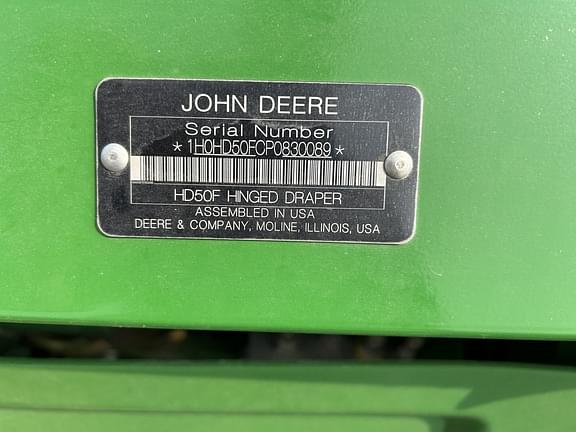 JOHN DEERE
Serial Number
*1H0HD50FCP0830089*
HD50F HINGED DRAPER
ASSEMBLED IN USA
DEERE & COMPANY, MOLINE, ILLINOIS, USA